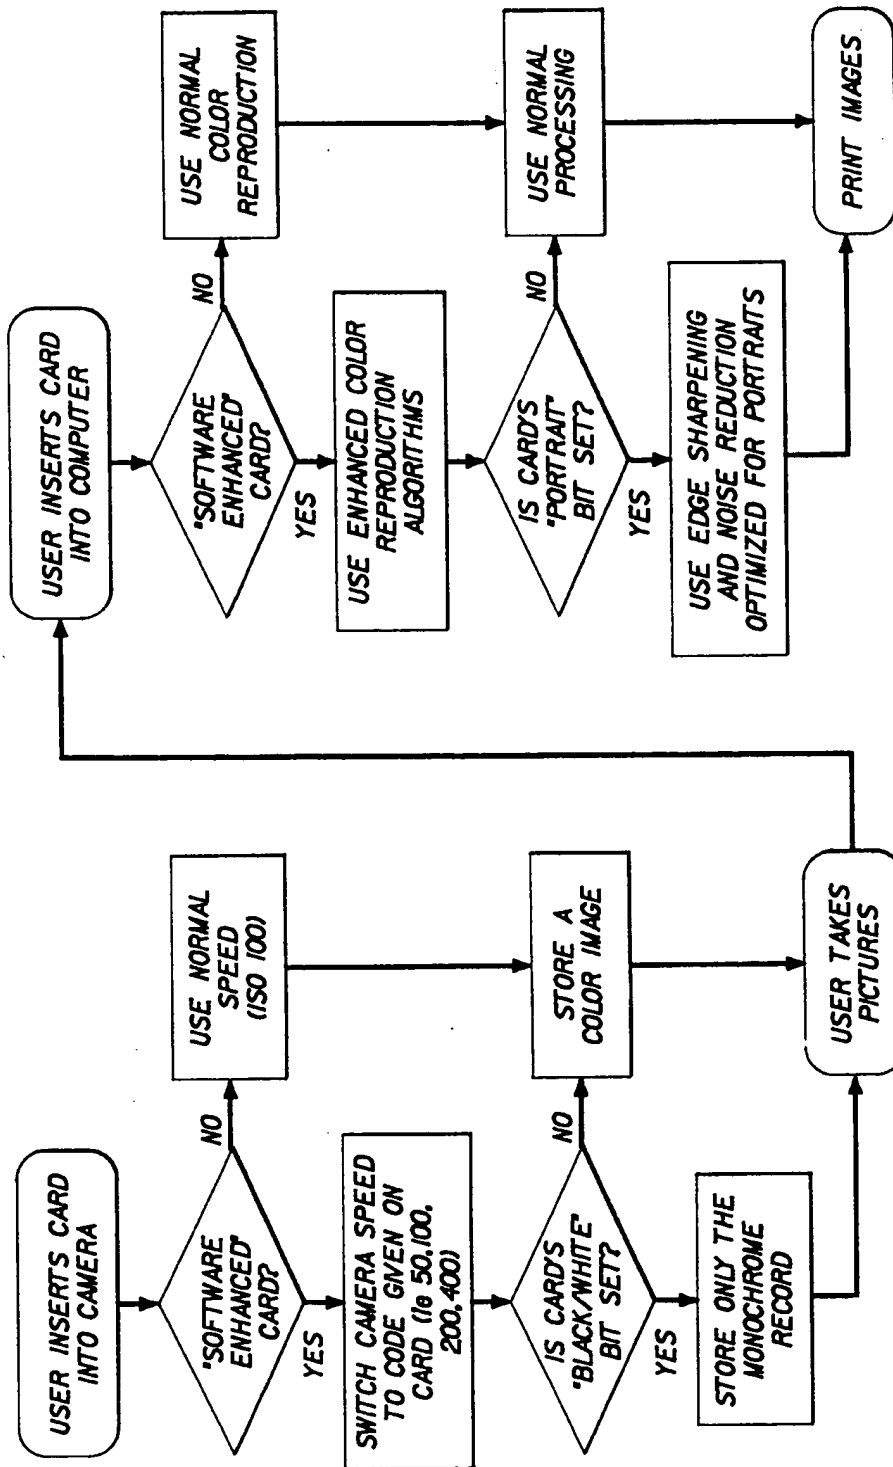 USER INSERTS CARD
INTO CAMERA
"SOFTWARE
ENHANCED"
CARD?
NO
USE NORMAL
SPEED
(ISO 100)
YES
SWITCH CAMERA SPEED
TO CODE GIVEN ON
CARD (Ie 50,100,
200,400)
IS CARD'S
"BLACK/WHITE"
BIT SET?
NO
STORE A
COLOR IMAGE
YES
STORE ONLY THE
MONOCHROME
RECORD
USER TAKES
PICTURES
USER INSERTS CARD
INTO COMPUTER
"SOFTWARE
ENHANCED"
CARD?
NO
USE NORMAL
COLOR
REPRODUCTION
YES
USE ENHANCED COLOR
REPRODUCTION
ALGORITHMS
IS CARD'S
"PORTRAIT"
BIT SET?
NO
USE NORMAL
PROCESSING
YES
USE EDGE SHARPENING
AND NOISE REDUCTION
OPTIMIZED FOR PORTRAITS
PRINT IMAGES